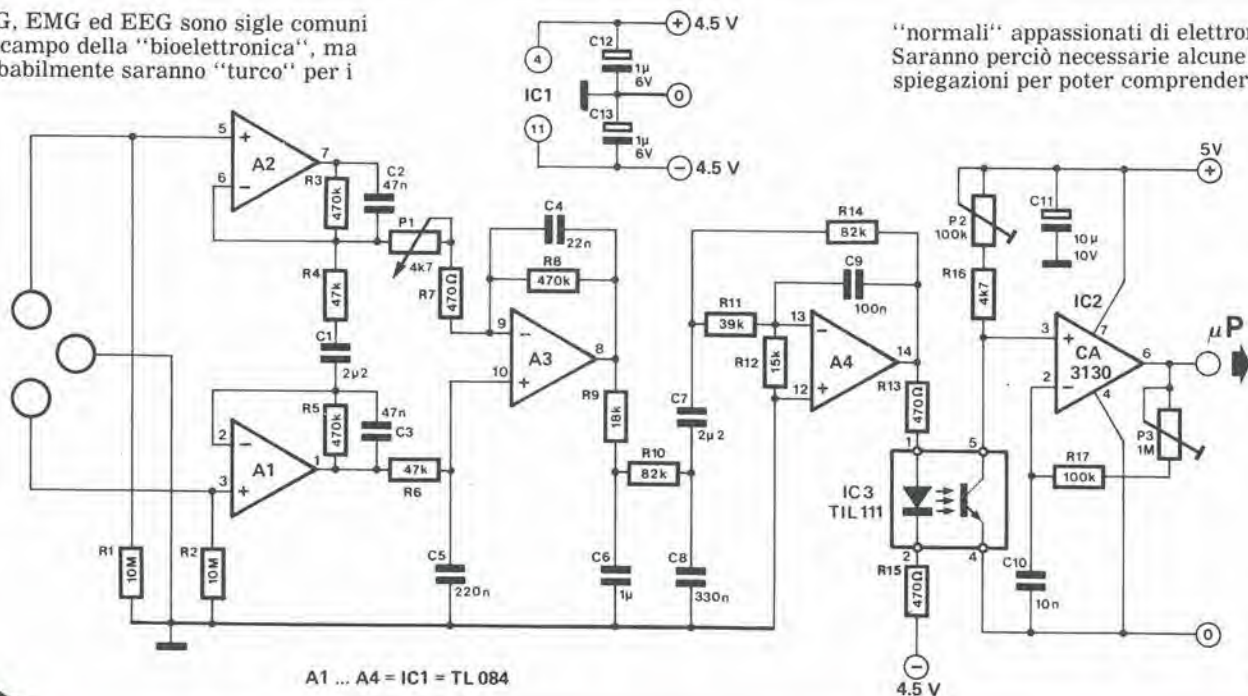 G, EMG ed EEG sono sigle comuni
campo della “bioelettronica“, ma
babilmente saranno “turco“ per i
“normali“ appassionati di elettron
Saranno perciò necessarie alcune
spiegazioni per poter comprender
C12
1µ
6V
+
4.5 V
4
IC1
11
0
C13
1µ
6V
−
4.5 V
5
+
A2
7
6
−
R3
470k
C2
47n
P1
4k7
R4
47k
C1
2µ2
R7
470Ω
C4
22n
R8
470k
9
−
A3
8
10
+
R5
470k
47n
C3
2
−
A1
1
3
+
47k
R6
R1
10M
R2
10M
C5
220n
R9
18k
R10
82k
C6
1µ
C8
330n
C7
2µ2
R14
82k
C9
100n
R11
39k
R12
15k
13
−
A4
14
12
+
R13
470Ω
1
5
IC3
TIL111
2
4
R15
470Ω
−
4.5 V
5V
+
P2
100k
C11
10µ
10V
R16
4k7
IC2
3
+
7
CA
3130
6
2
−
4
µP
P3
1M
R17
100k
C10
10n
0
A1 ... A4 = IC1 = TL 084